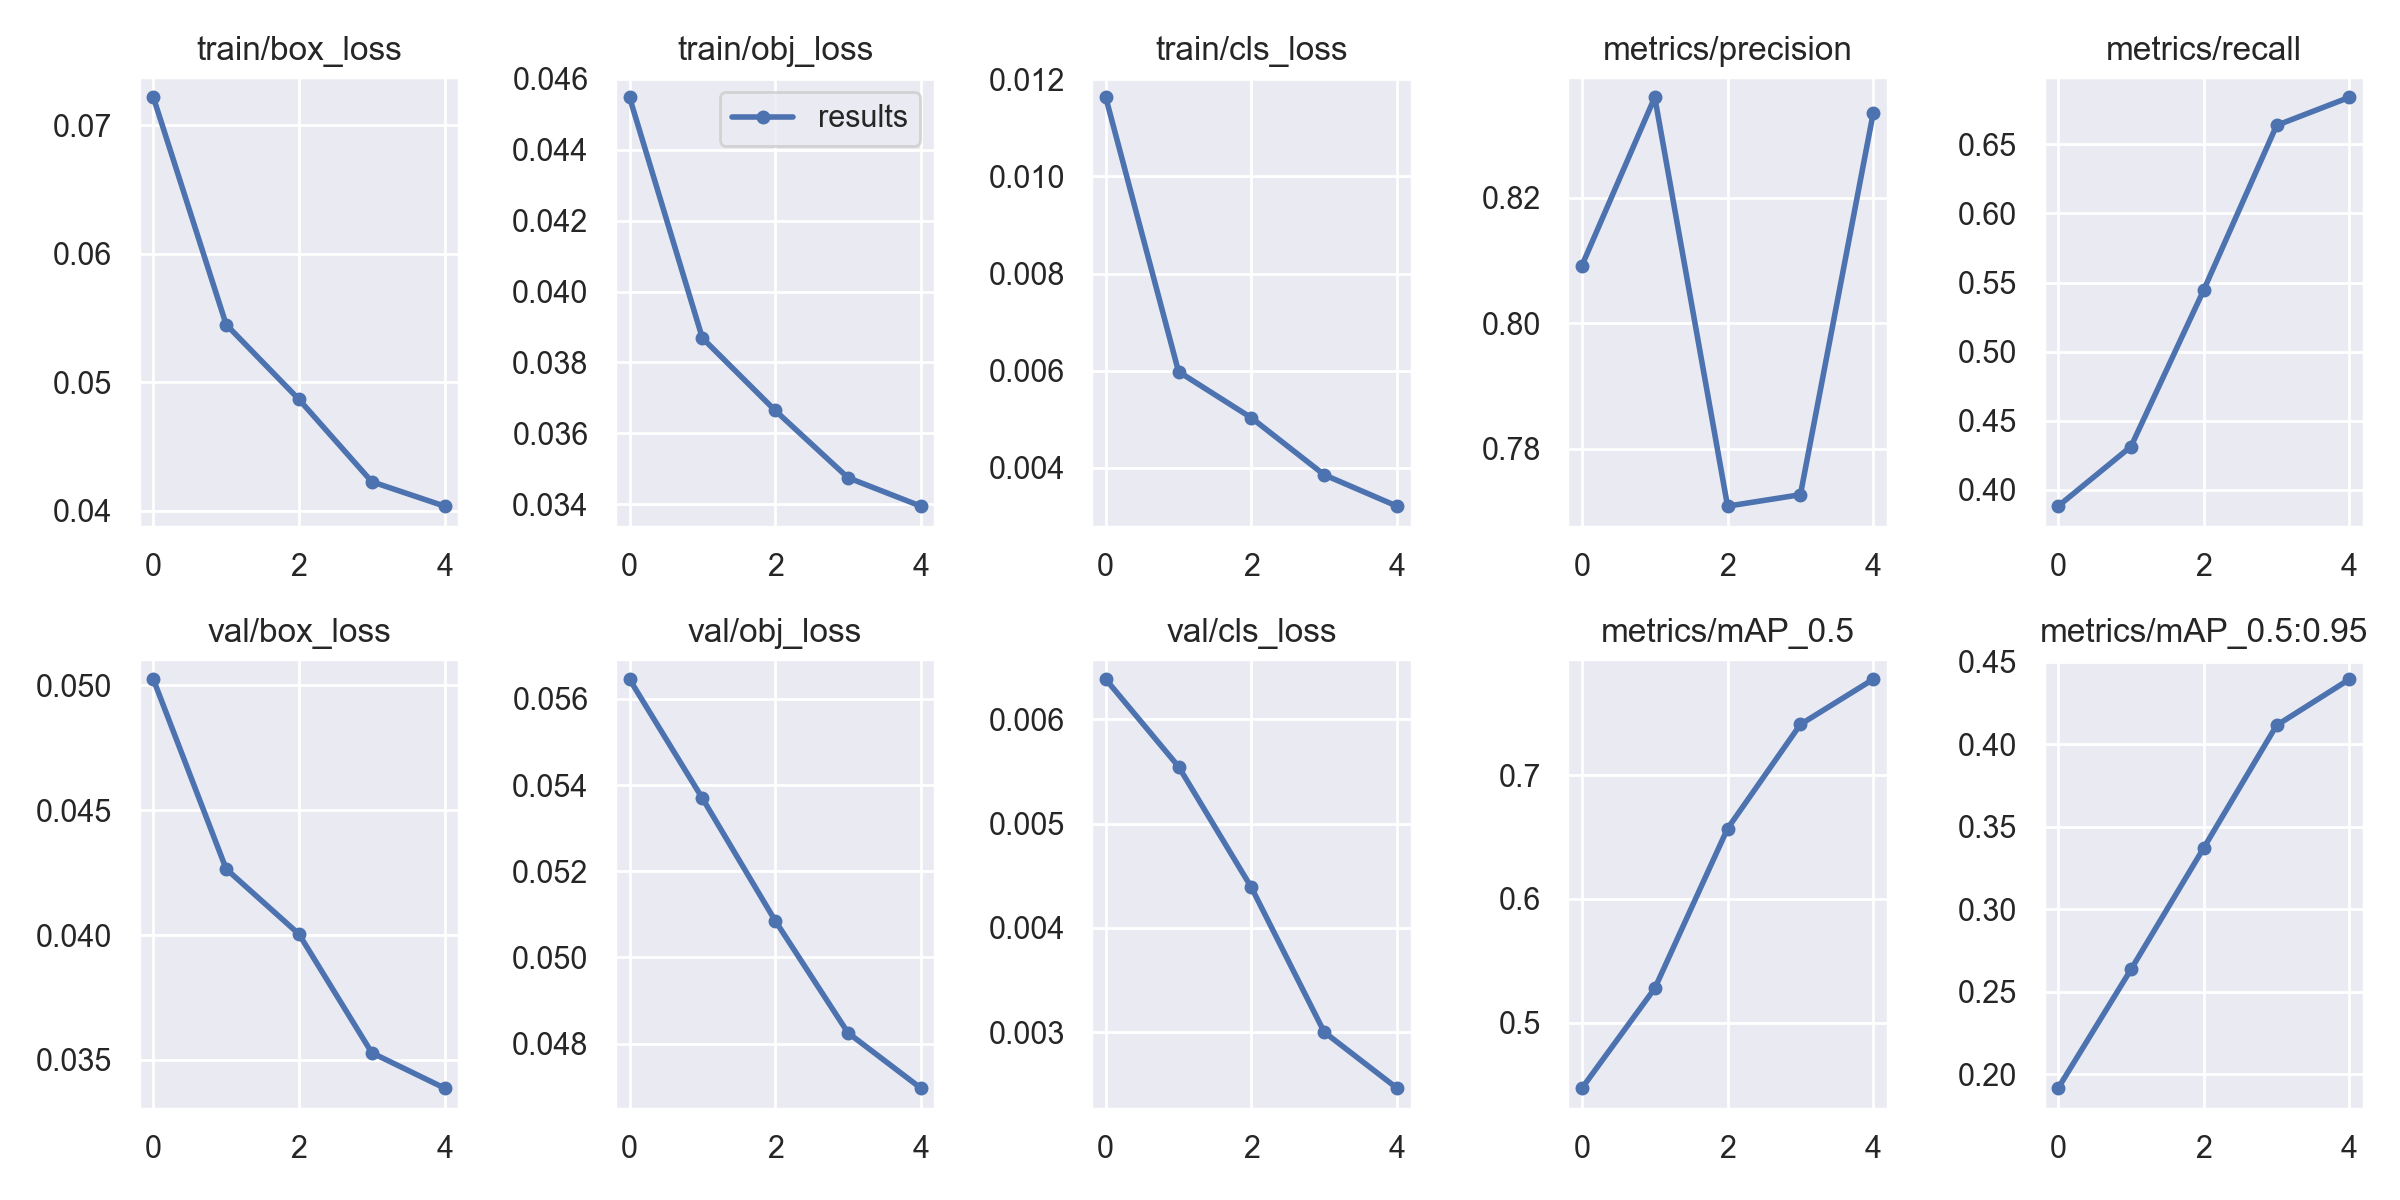 train/box_loss
0.07
0.06
0.05
0.04
0 2 4
train/obj_loss
results
0.046
0.044
0.042
0.040
0.038
0.036
0.034
0 2 4
train/cls_loss
0.012
0.010
0.008
0.006
0.004
0 2 4
metrics/precision
0.82
0.80
0.78
0 2 4
metrics/recall
0.65
0.60
0.55
0.50
0.45
0.40
0 2 4
val/box_loss
0.050
0.045
0.040
0.035
0 2 4
val/obj_loss
0.056
0.054
0.052
0.050
0.048
0 2 4
val/cls_loss
0.006
0.005
0.004
0.003
0 2 4
metrics/mAP_0.5
0.7
0.6
0.5
0 2 4
metrics/mAP_0.5:0.95
0.45
0.40
0.35
0.30
0.25
0.20
0 2 4